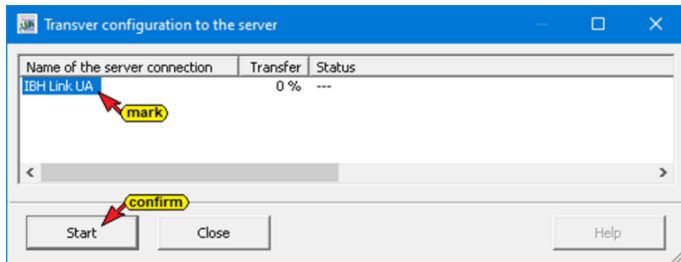 Transver configuration to the server
Name of the server connection Transfer Status
IBH Link UA 0 % ---
mark
confirm
Start Close Help